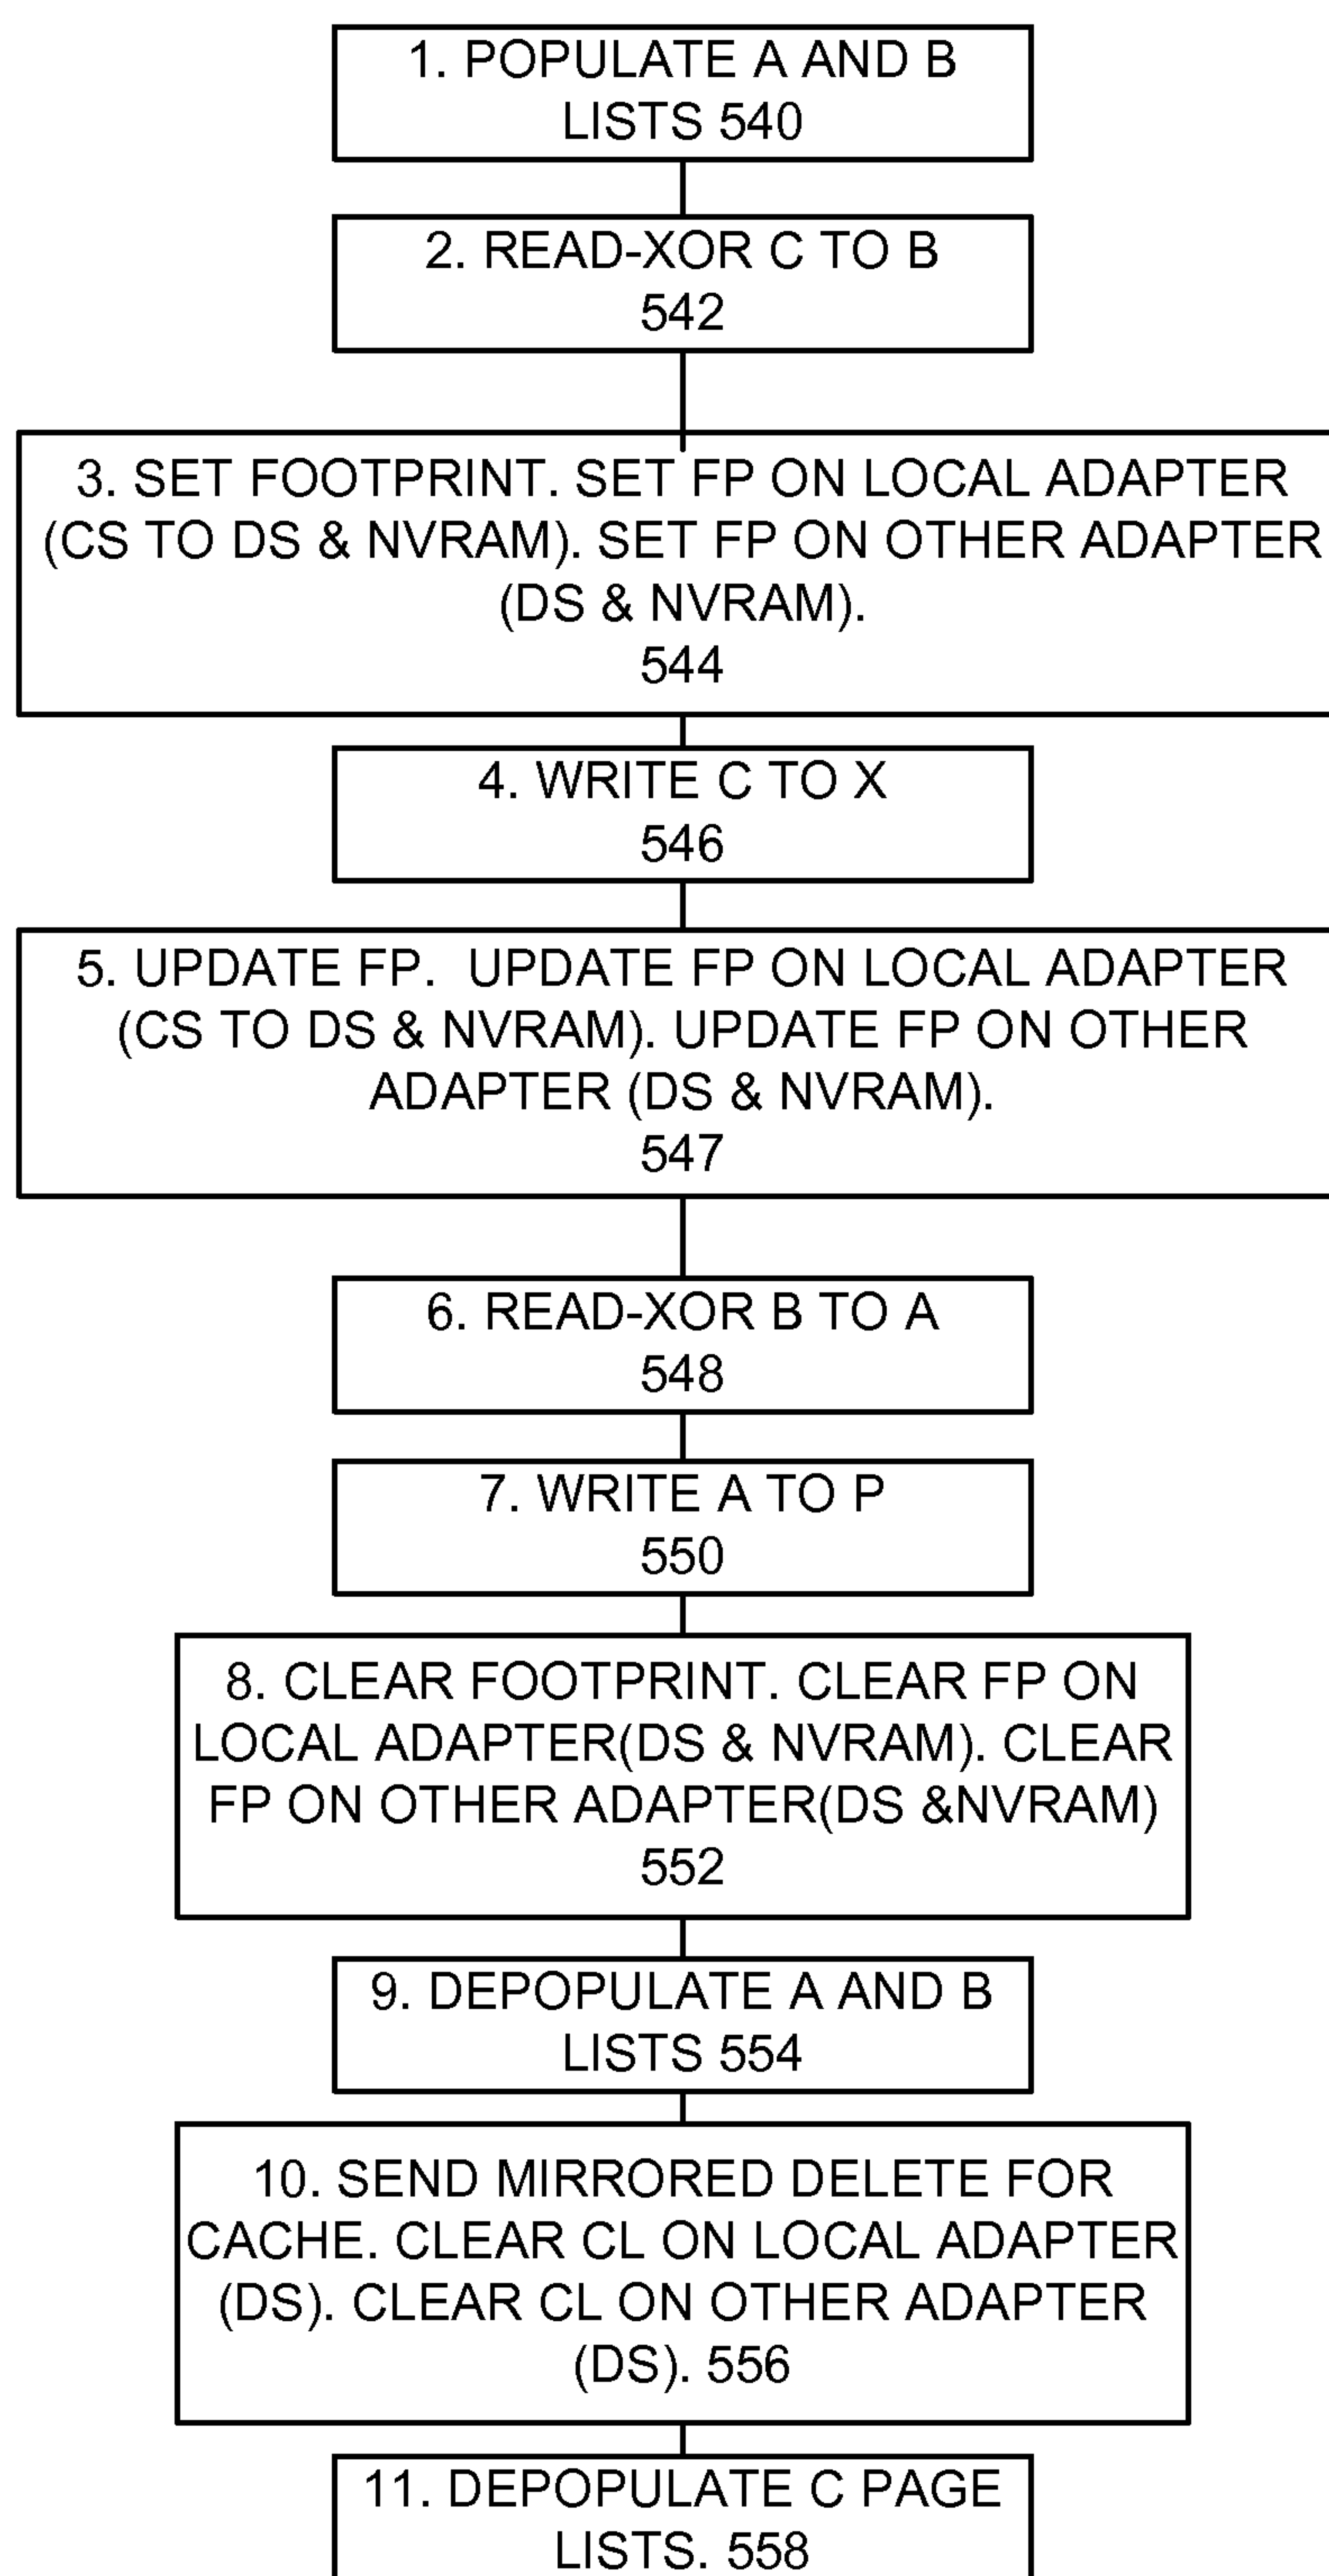 1. POPULATE A AND B
LISTS 540
2. READ-XOR C TO B
542
3. SET FOOTPRINT. SET FP ON LOCAL ADAPTER
(CS TO DS & NVRAM). SET FP ON OTHER ADAPTER
(DS & NVRAM).
544
4. WRITE C TO X
546
5. UPDATE FP.  UPDATE FP ON LOCAL ADAPTER
(CS TO DS & NVRAM). UPDATE FP ON OTHER
ADAPTER (DS & NVRAM).
547
6. READ-XOR B TO A
548
7. WRITE A TO P
550
8. CLEAR FOOTPRINT. CLEAR FP ON
LOCAL ADAPTER(DS & NVRAM). CLEAR
FP ON OTHER ADAPTER(DS &NVRAM)
552
9. DEPOPULATE A AND B
LISTS 554
10. SEND MIRRORED DELETE FOR
CACHE. CLEAR CL ON LOCAL ADAPTER
(DS). CLEAR CL ON OTHER ADAPTER
(DS). 556
11. DEPOPULATE C PAGE
LISTS. 558